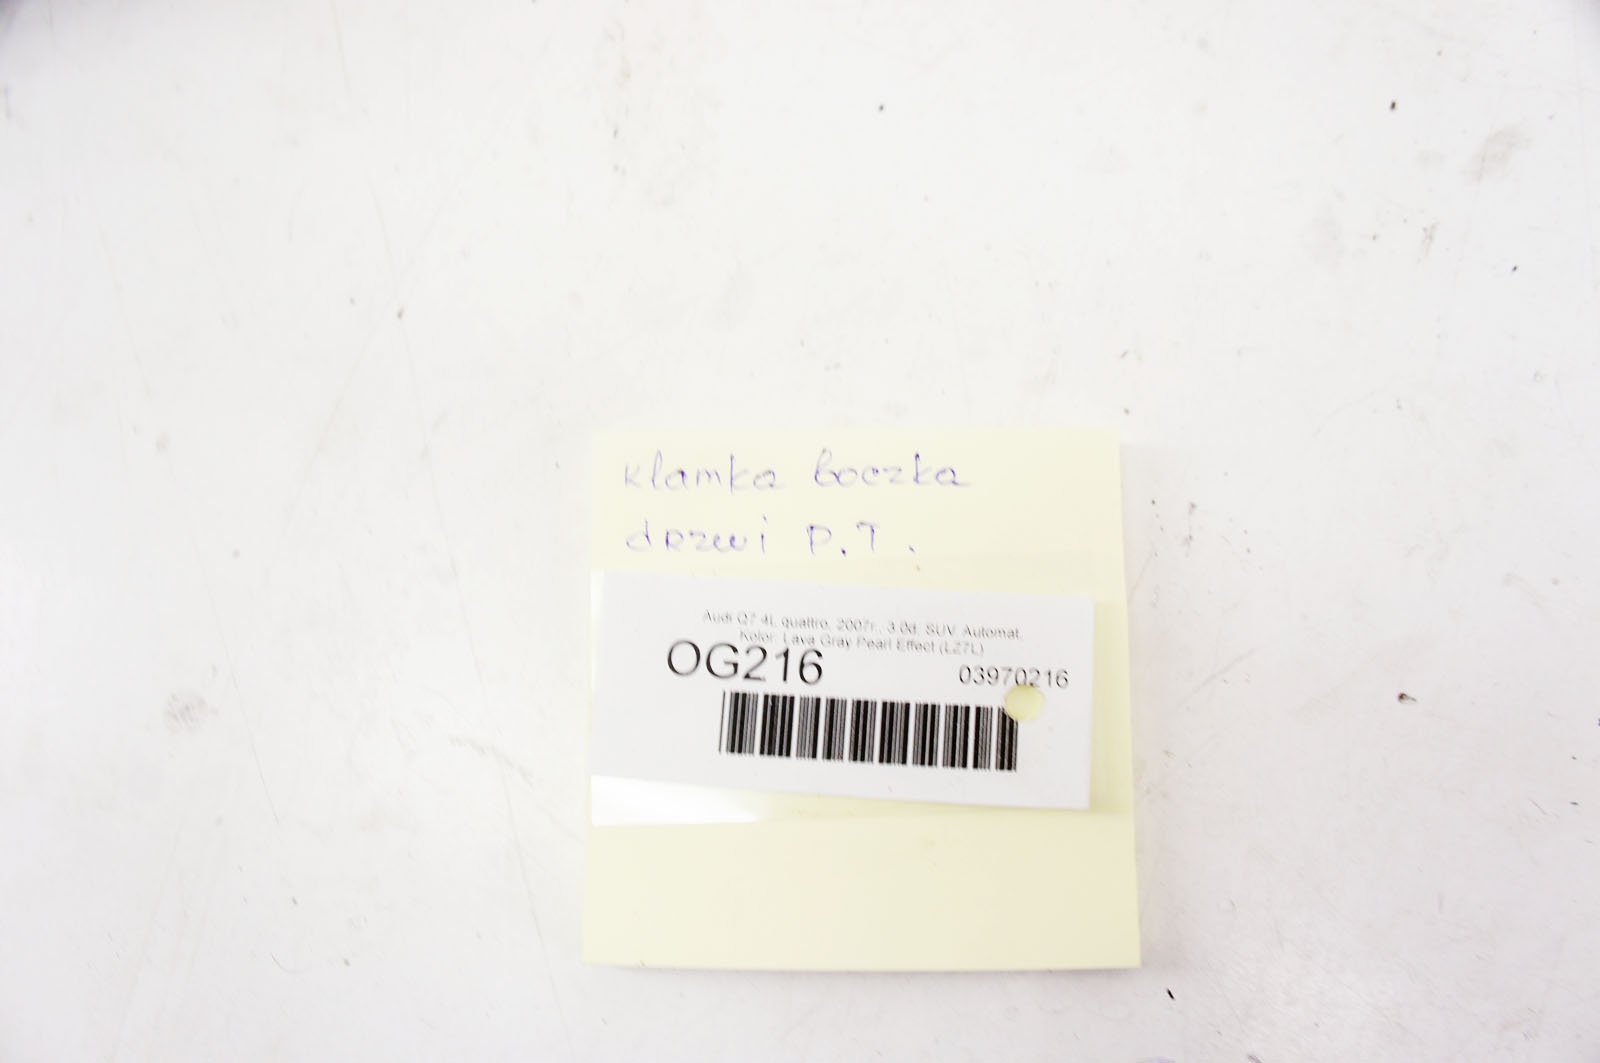 klamka boczka
drzwi P.T.
Audi Q7 4L quattro, 2007r., 3.0d, SUV, Automat,
Kolor: Lava Gray Pearl Effect (LZ7L)
OG216
03970216